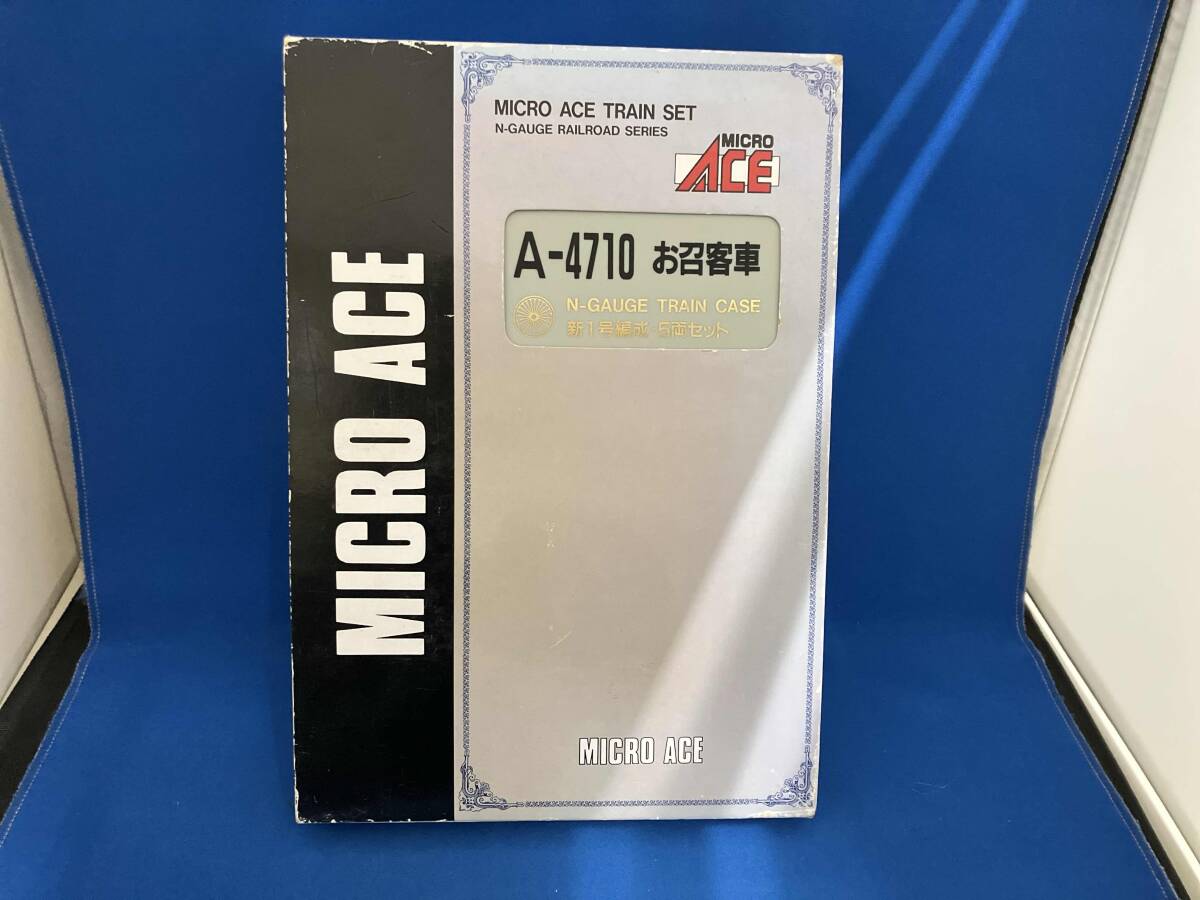 MICRO ACE
MICRO ACE TRAIN SET
N-GAUGE RAILROAD SERIES
MICRO
ACE
A-4710 お召客車
N-GAUGE TRAIN CASE
新1号編成・5両セット
MICRO ACE